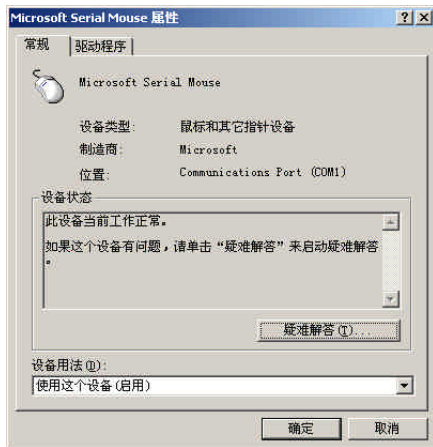 Microsoft Serial Mouse 属性
常规 驱动程序
Microsoft Serial Mouse
设备类型: 鼠标和其它指针设备
制造商: Microsoft
位置: Communications Port (COM1)
设备状态
此设备当前工作正常。
如果这个设备有问题，请单击“疑难解答”来启动疑难解答
。
疑难解答(T)...
设备用法(D):
使用这个设备(启用)
确定 取消